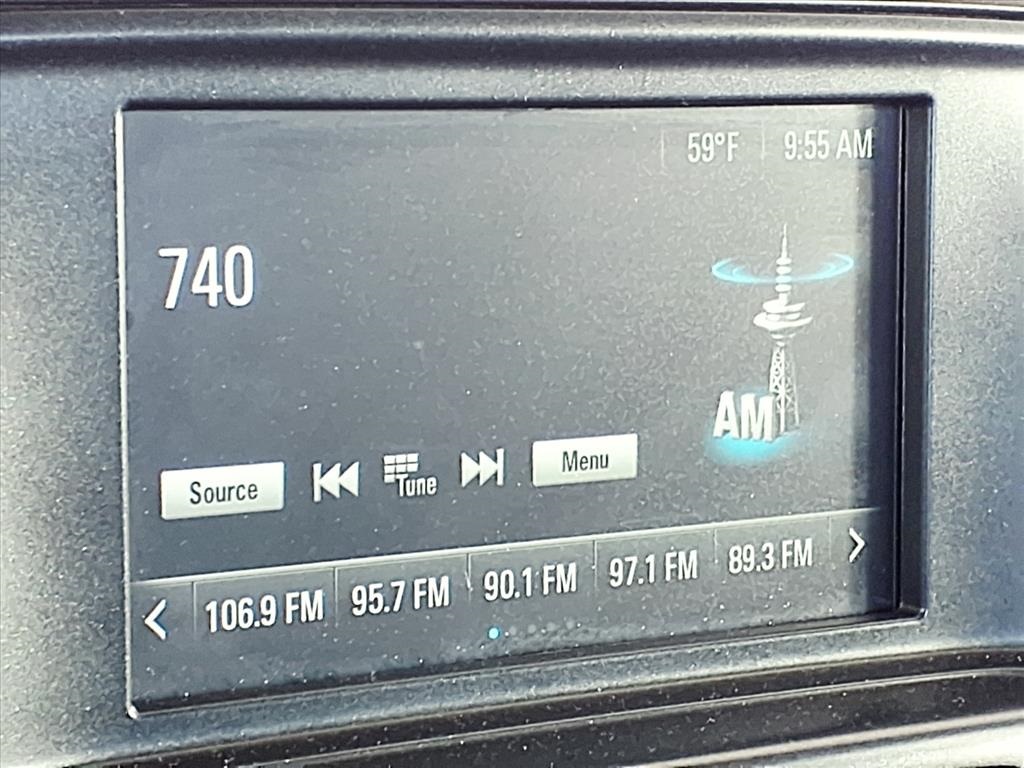 59°F 9:55 AM
740
AM
Source Tune Menu
106.9 FM 95.7 FM 90.1 FM 97.1 FM 89.3 FM